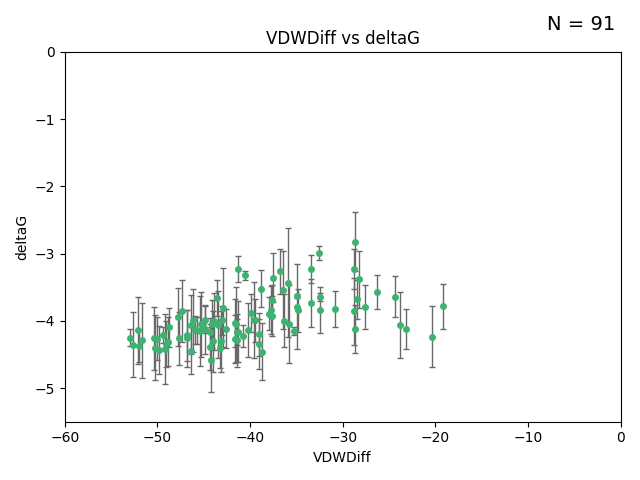 N = 91
VDWDiff vs deltaG
0
−1
−2
−3
−4
−5
deltaG
−60 −50 −40 −30 −20 −10 0
VDWDiff